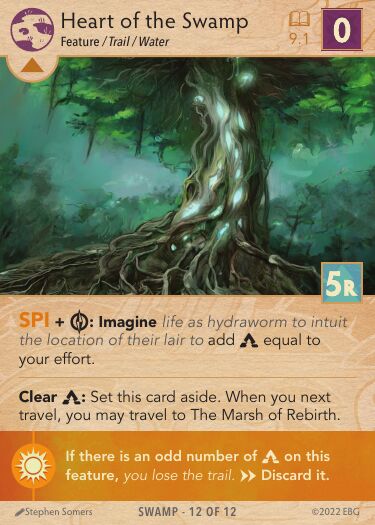 Heart of the Swamp
Feature / Trail / Water
9.1
0
5R
SPI + : Imagine life as hydraworm to intuit
the location of their lair to add equal to
your effort.
Clear : Set this card aside. When you next
travel, you may travel to The Marsh of Rebirth.
If there is an odd number of on this
feature, you lose the trail. Discard it.
Stephen Somers
SWAMP - 12 OF 12
©2022 EBG